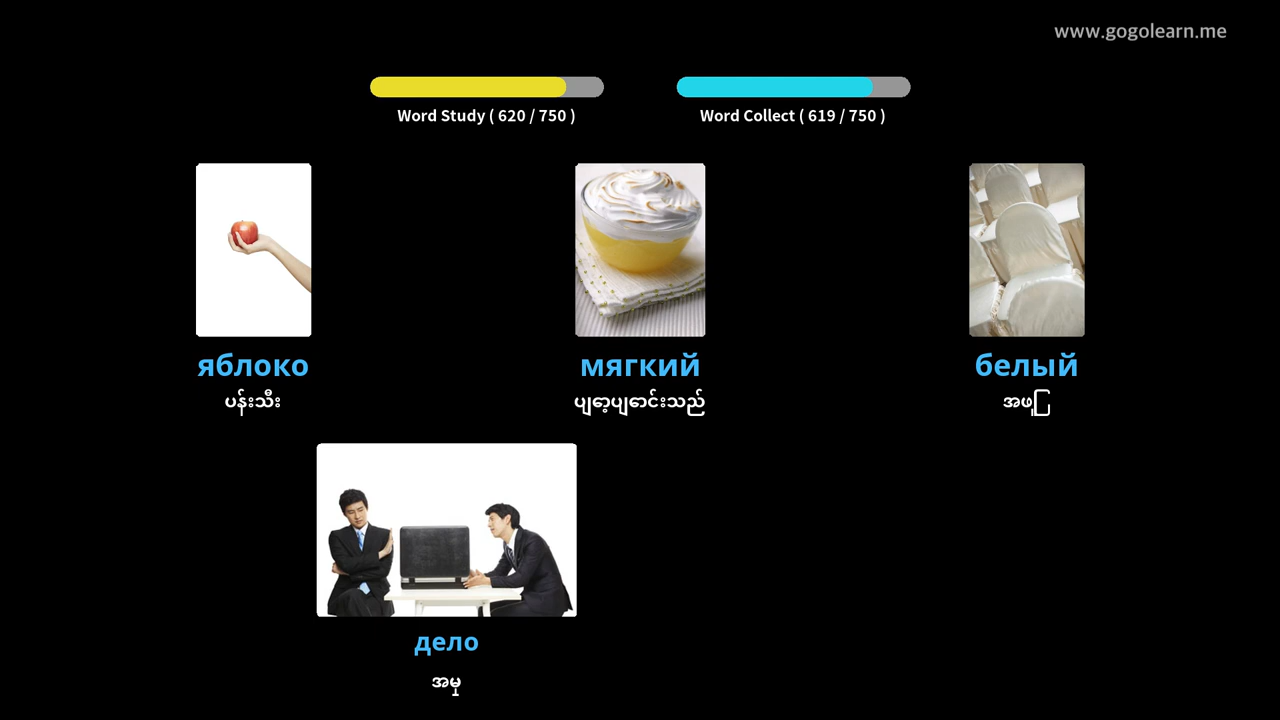 www.gogolearn.me
Word Study ( 620 / 750 )
Word Collect ( 619 / 750 )
яблоко
мягкий
белый
ပန်းသီး
ပျော့ပျောင်းသည်
အဖူြ
дело
အမှု